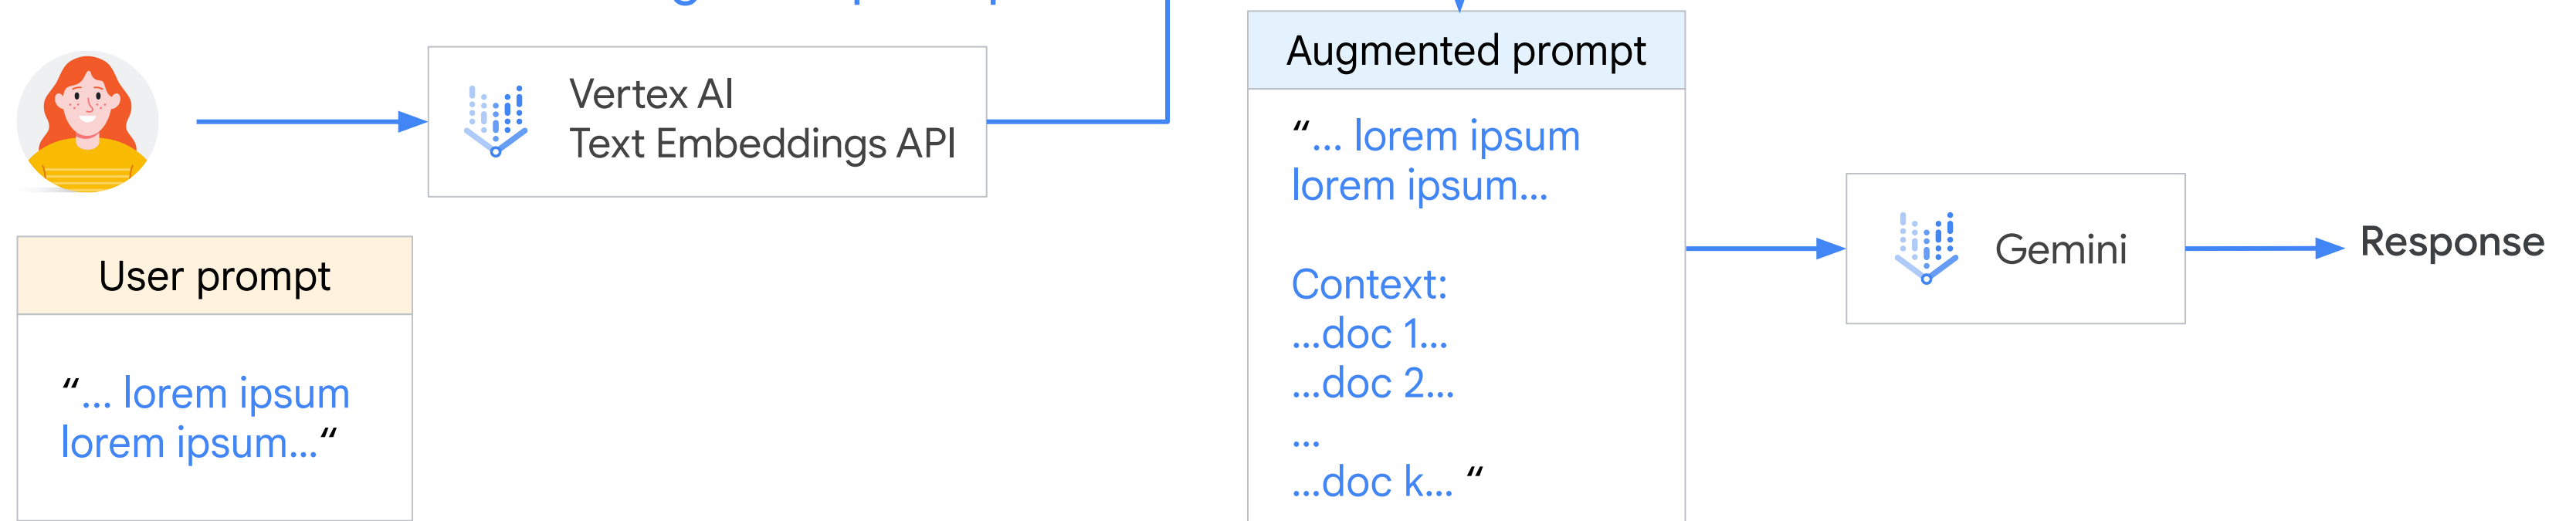 Vertex AI
Text Embeddings API
User prompt
“... lorem ipsum
lorem ipsum...“
Augmented prompt
“... lorem ipsum
lorem ipsum...
Context:
...doc 1...
...doc 2...
...
...doc k... “
Gemini
Response